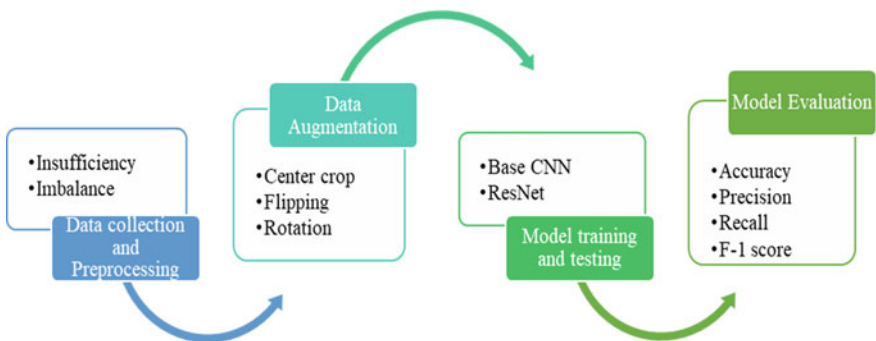 •Insufficiency
•Imbalance
Data collection
and
Preprocessing
Data
Augmentation
•Center crop
•Flipping
•Rotation
•Base CNN
•ResNet
Model training
and testing
Model Evaluation
•Accuracy
•Precision
•Recall
•F-1 score